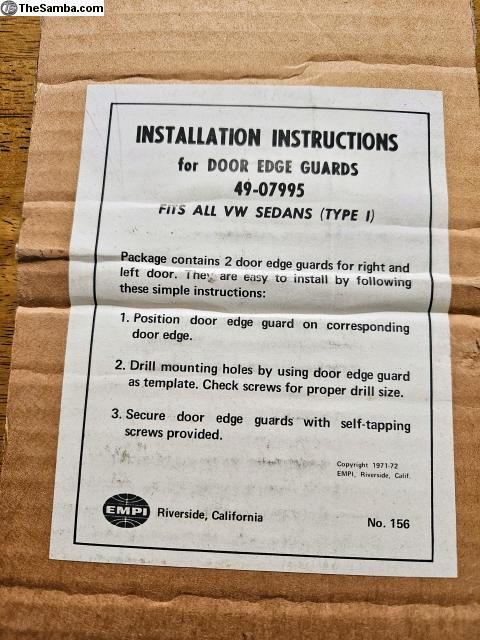 TheSamba.com
INSTALLATION INSTRUCTIONS
for DOOR EDGE GUARDS
49-07995
FITS ALL VW SEDANS (TYPE I)
Package contains 2 door edge guards for right and
left door. They are easy to install by following
these simple instructions:
1. Position door edge guard on corresponding
door edge.
2. Drill mounting holes by using door edge guard
as template. Check screws for proper drill size.
3. Secure door edge guards with self-tapping
screws provided.
Copyright 1971-72
EMPI, Riverside, Calif.
EMPI Riverside, California
No. 156